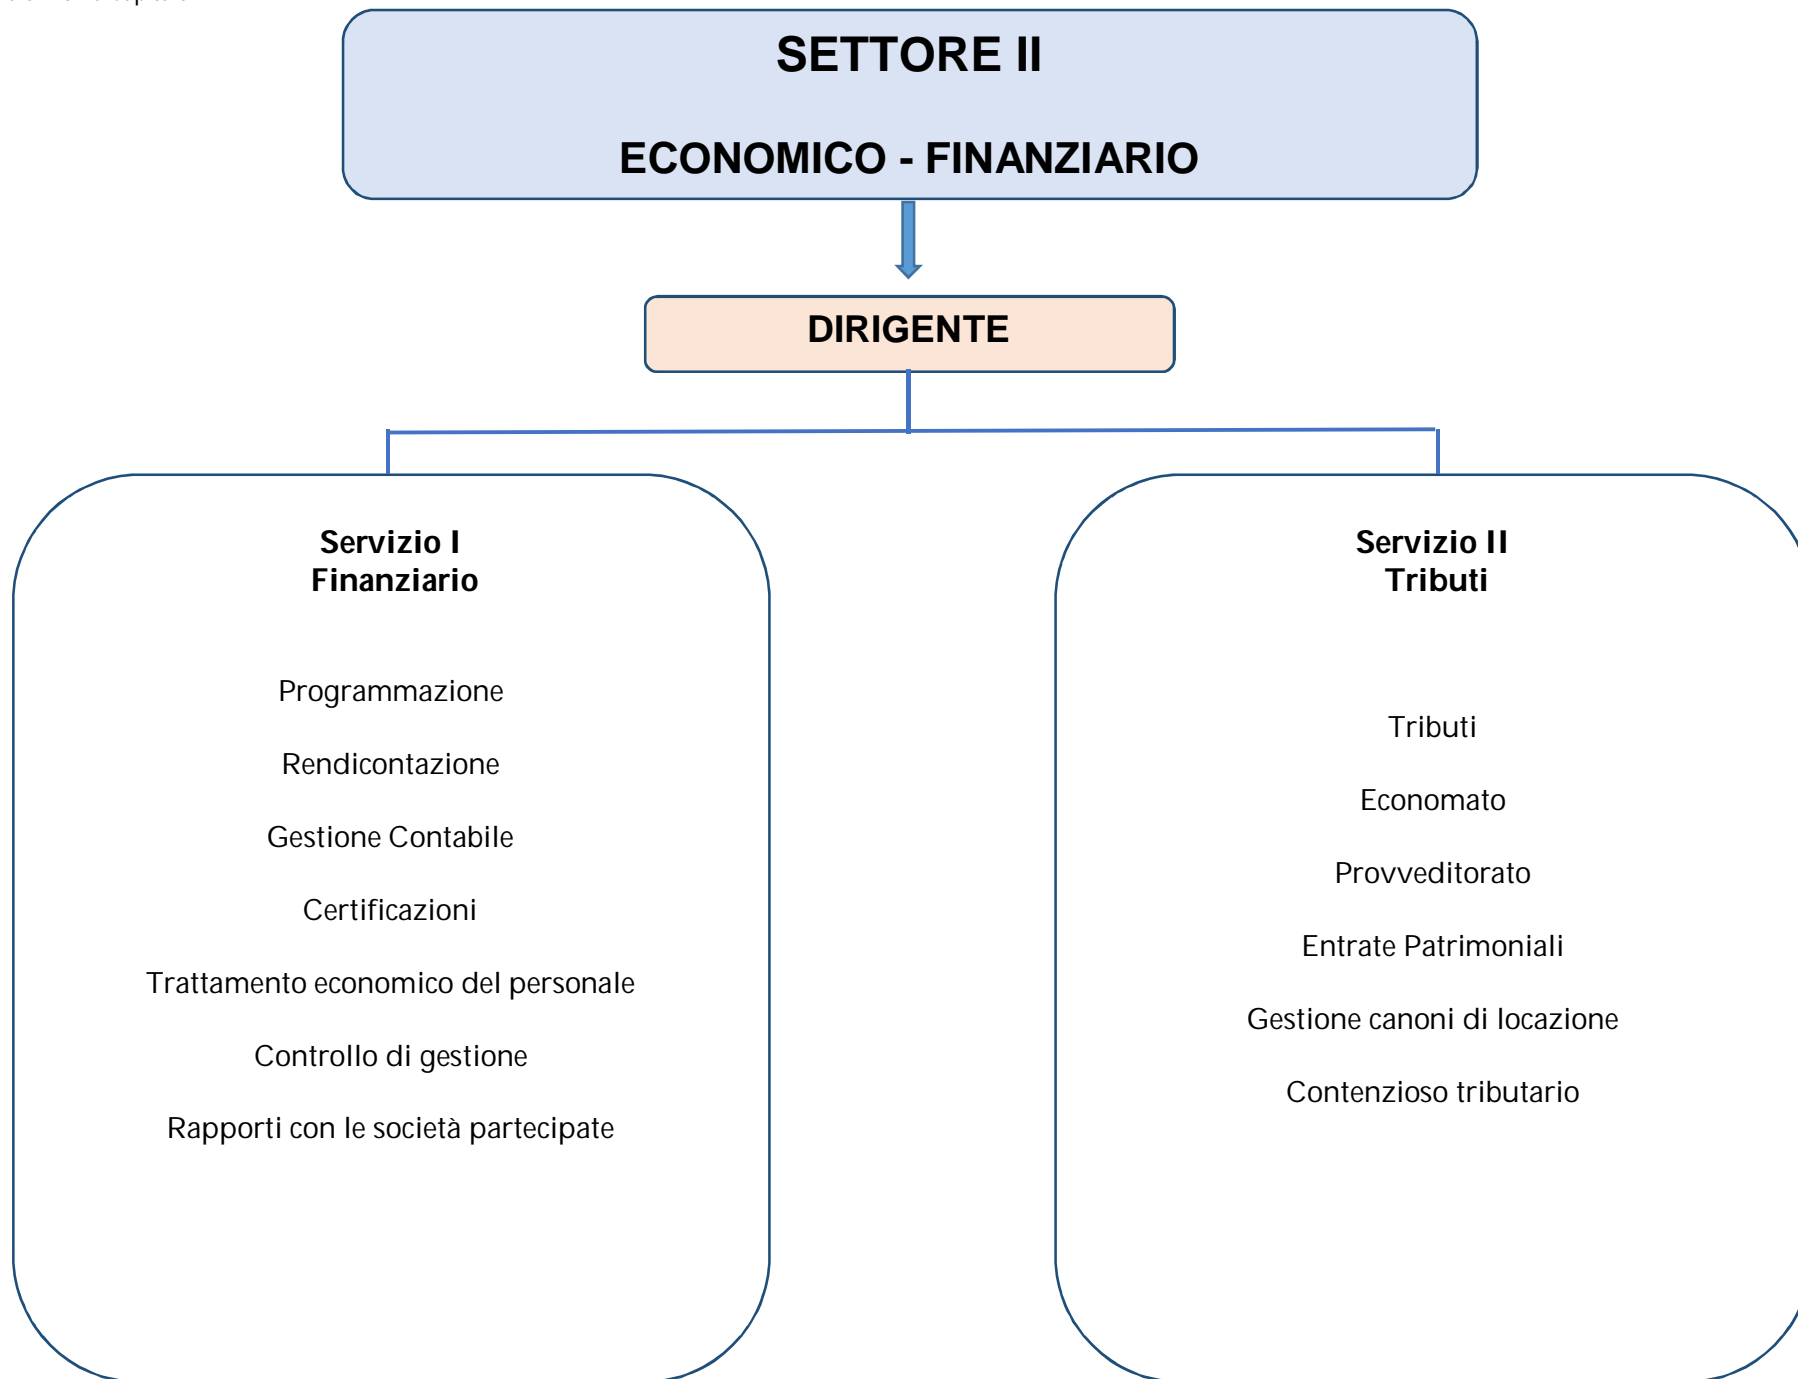 SETTORE II
ECONOMICO - FINANZIARIO
DIRIGENTE
Servizio I
Finanziario
Programmazione
Rendicontazione
Gestione Contabile
Certificazioni
Trattamento economico del personale
Controllo di gestione
Rapporti con le società partecipate
Servizio II
Tributi
Tributi
Economato
Provveditorato
Entrate Patrimoniali
Gestione canoni di locazione
Contenzioso tributario